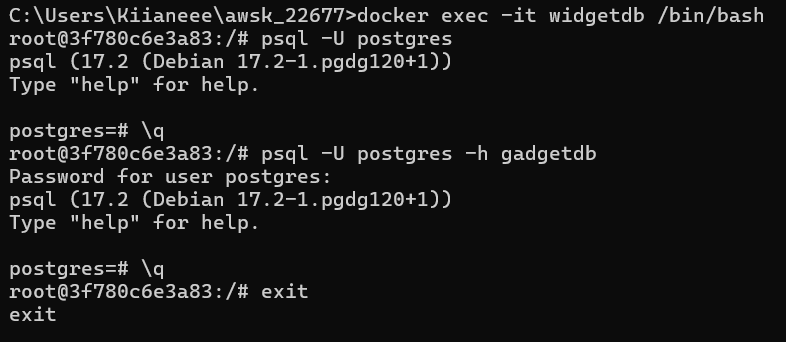 C:\Users\Kiianeee\awsk_22677>docker exec -it widgetdb /bin/bash
root@3f780c6e3a83:/# psql -U postgres
psql (17.2 (Debian 17.2-1.pgdg120+1))
Type "help" for help.

postgres=# \q
root@3f780c6e3a83:/# psql -U postgres -h gadgetdb
Password for user postgres:
psql (17.2 (Debian 17.2-1.pgdg120+1))
Type "help" for help.

postgres=# \q
root@3f780c6e3a83:/# exit
exit